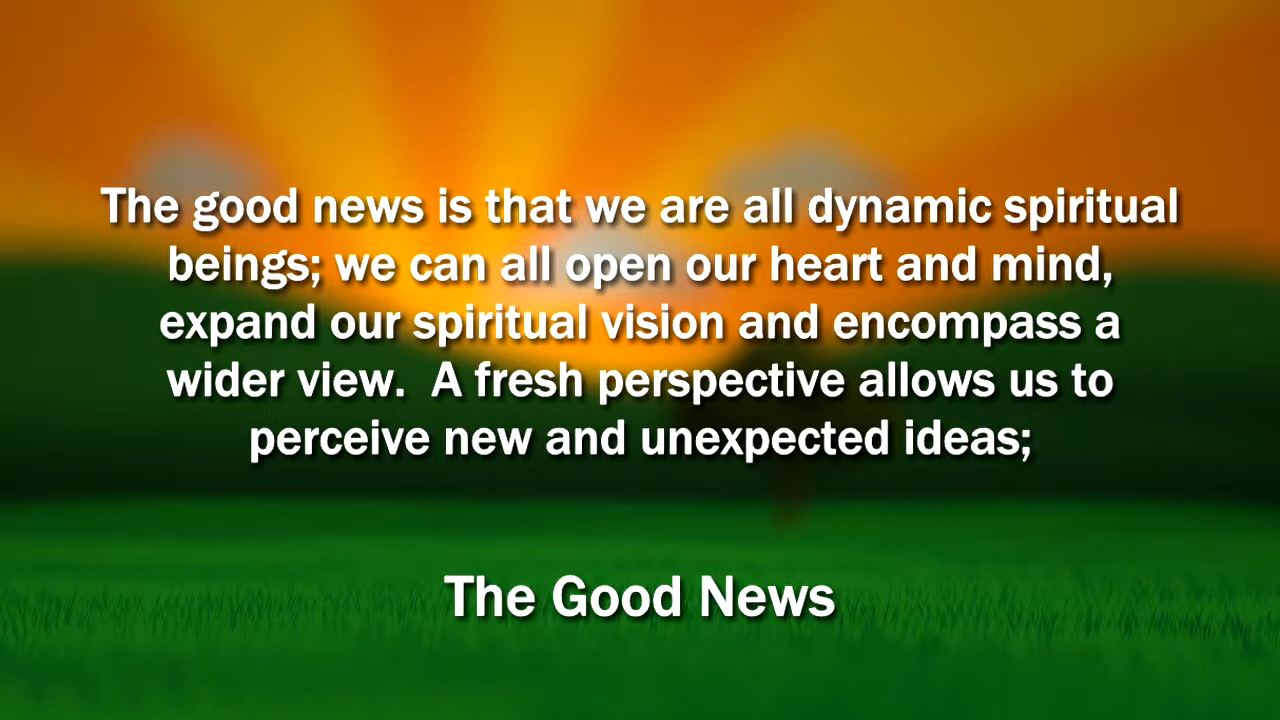 The good news is that we are all dynamic spiritual
beings; we can all open our heart and mind,
expand our spiritual vision and encompass a
wider view.  A fresh perspective allows us to
perceive new and unexpected ideas;
The Good News